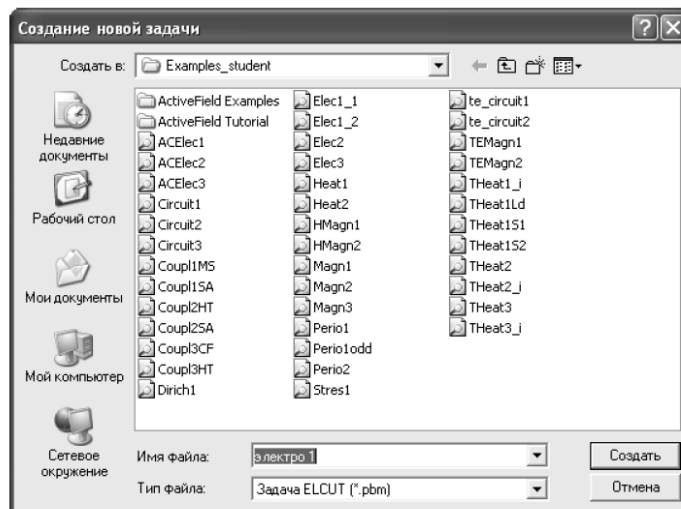 Создание новой задачи
Создать в: Examples_student
Недавние документы
Рабочий стол
Мои документы
Мой компьютер
Сетевое окружение
ActiveField Examples
ActiveField Tutorial
ACElec1
ACElec2
ACElec3
Circuit1
Circuit2
Circuit3
Coupl1MS
Coupl1SA
Coupl2HT
Coupl2SA
Coupl3CF
Coupl3HT
Dirich1
Elec1_1
Elec1_2
Elec2
Elec3
Heat1
Heat2
HMagn1
HMagn2
Magn1
Magn2
Magn3
Perio1
Perio1odd
Perio2
Stres1
te_circuit1
te_circuit2
TEMagn1
TEMagn2
THeat1_i
THeat1Ld
THeat1S1
THeat1S2
THeat2
THeat2_i
THeat3
THeat3_i
Имя файла: электро 1 Создать
Тип файла: Задача ELCUT (*.pbm) Отмена